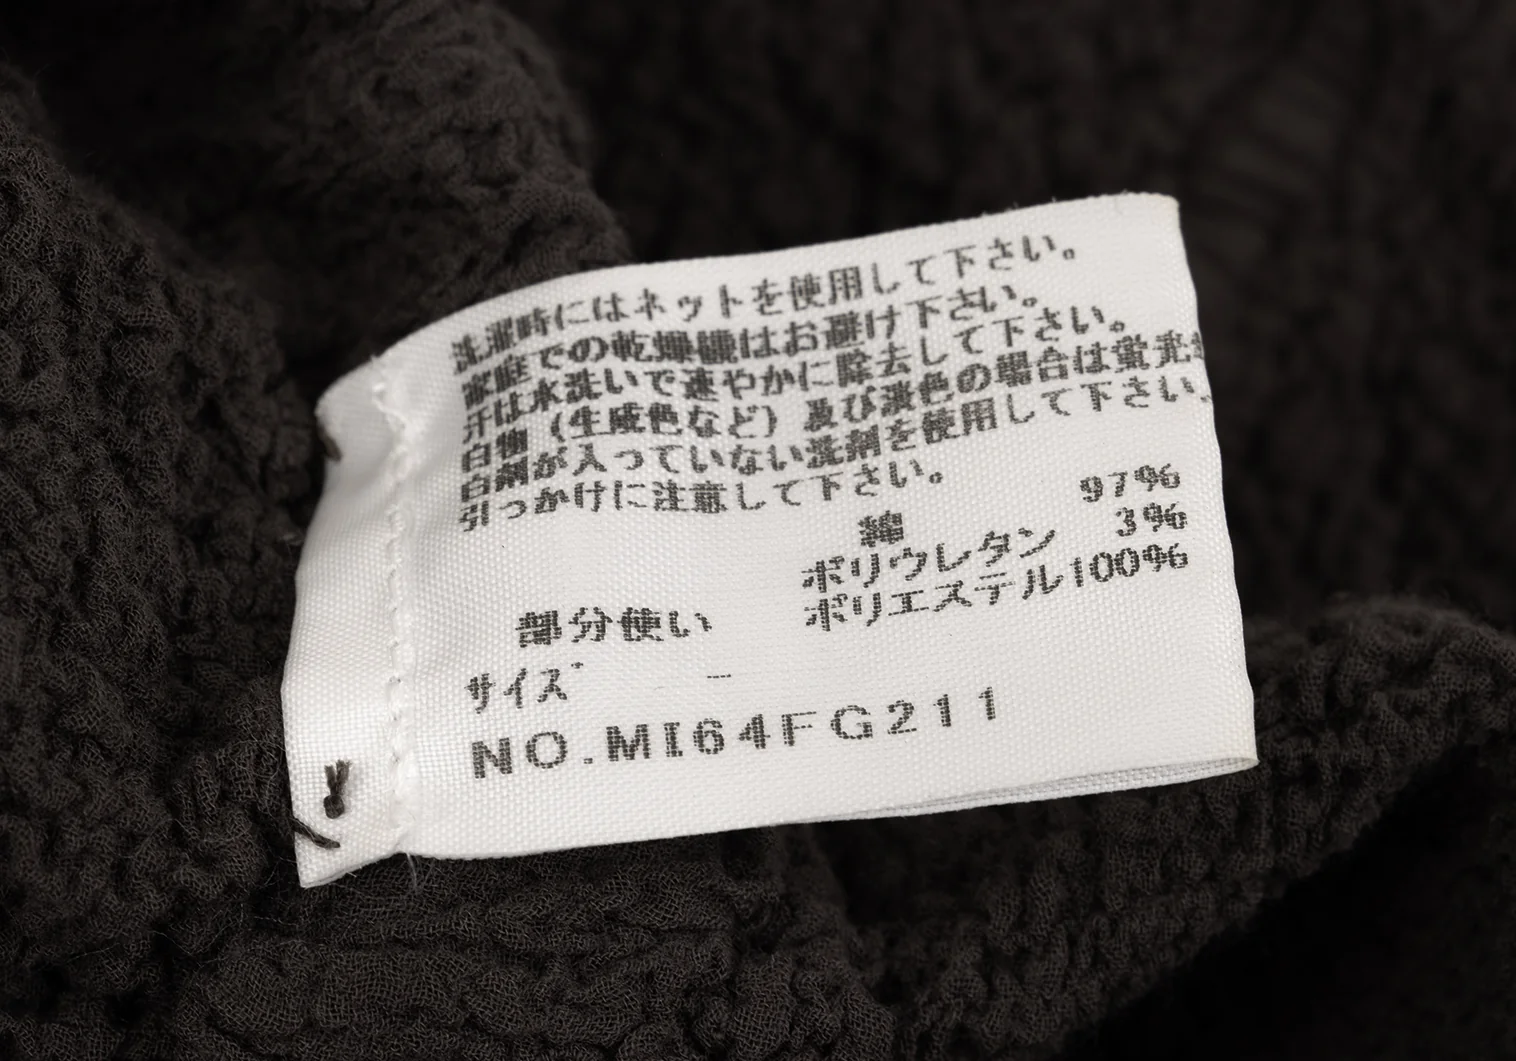 洗濯時にはネットを使用して下さい。
家庭での乾燥機はお避け下さい。
汗は水洗いで速やかに除去して下さい。
白物（生成色など）及び淡色の場合は蛍光増
白剤が入っていない洗剤を使用して下さい。
引っかけに注意して下さい。
綿 97%
ポリウレタン 3%
部分使い ポリエステル100%
サイズ －
NO.MI64FG211